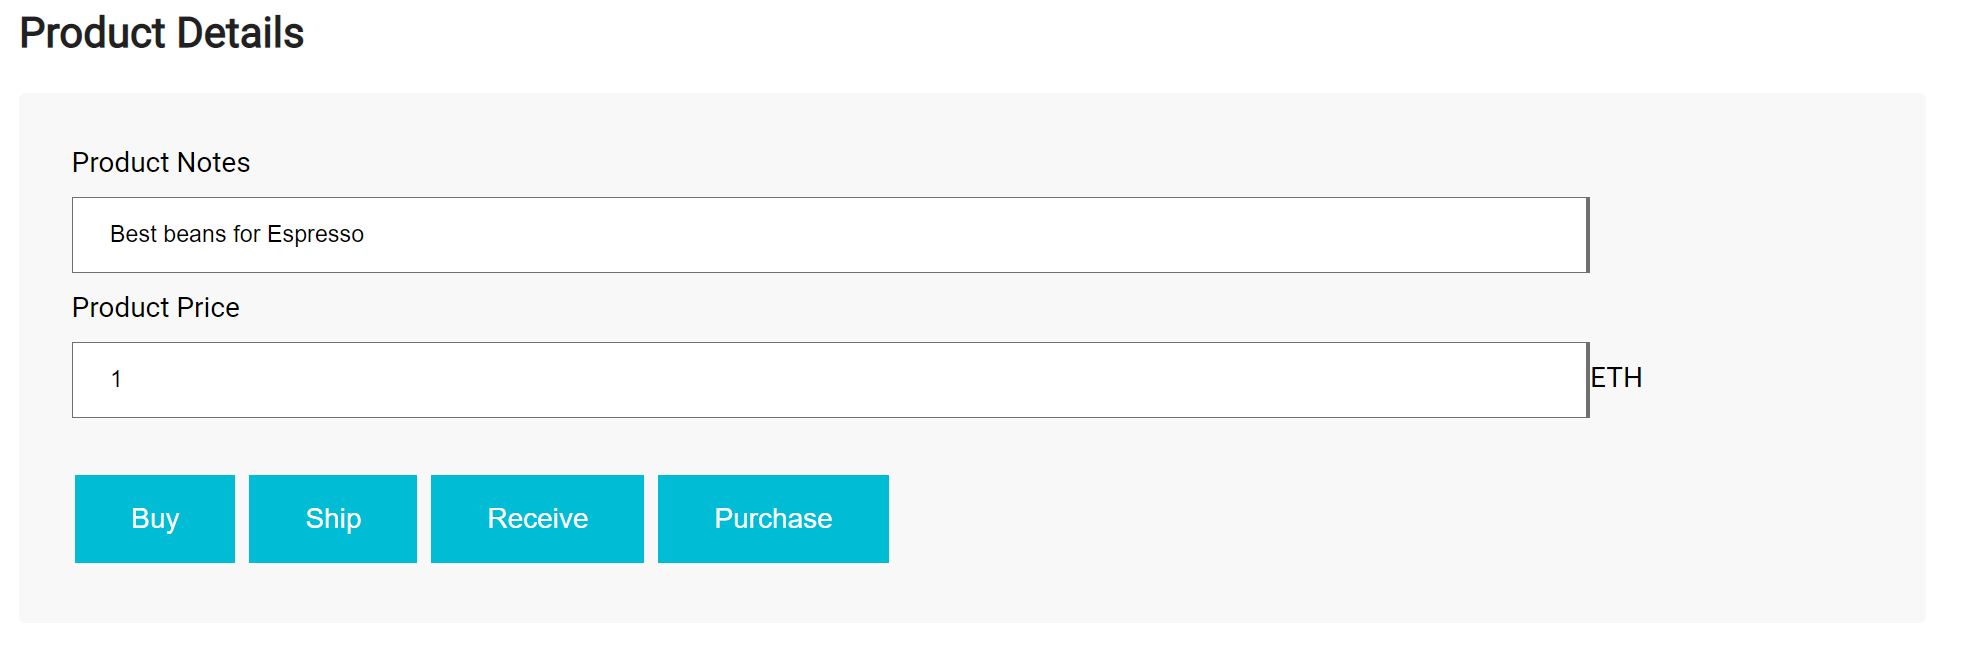 Product Details
Product Notes
Best beans for Espresso
Product Price
1 ETH
Buy Ship Receive Purchase